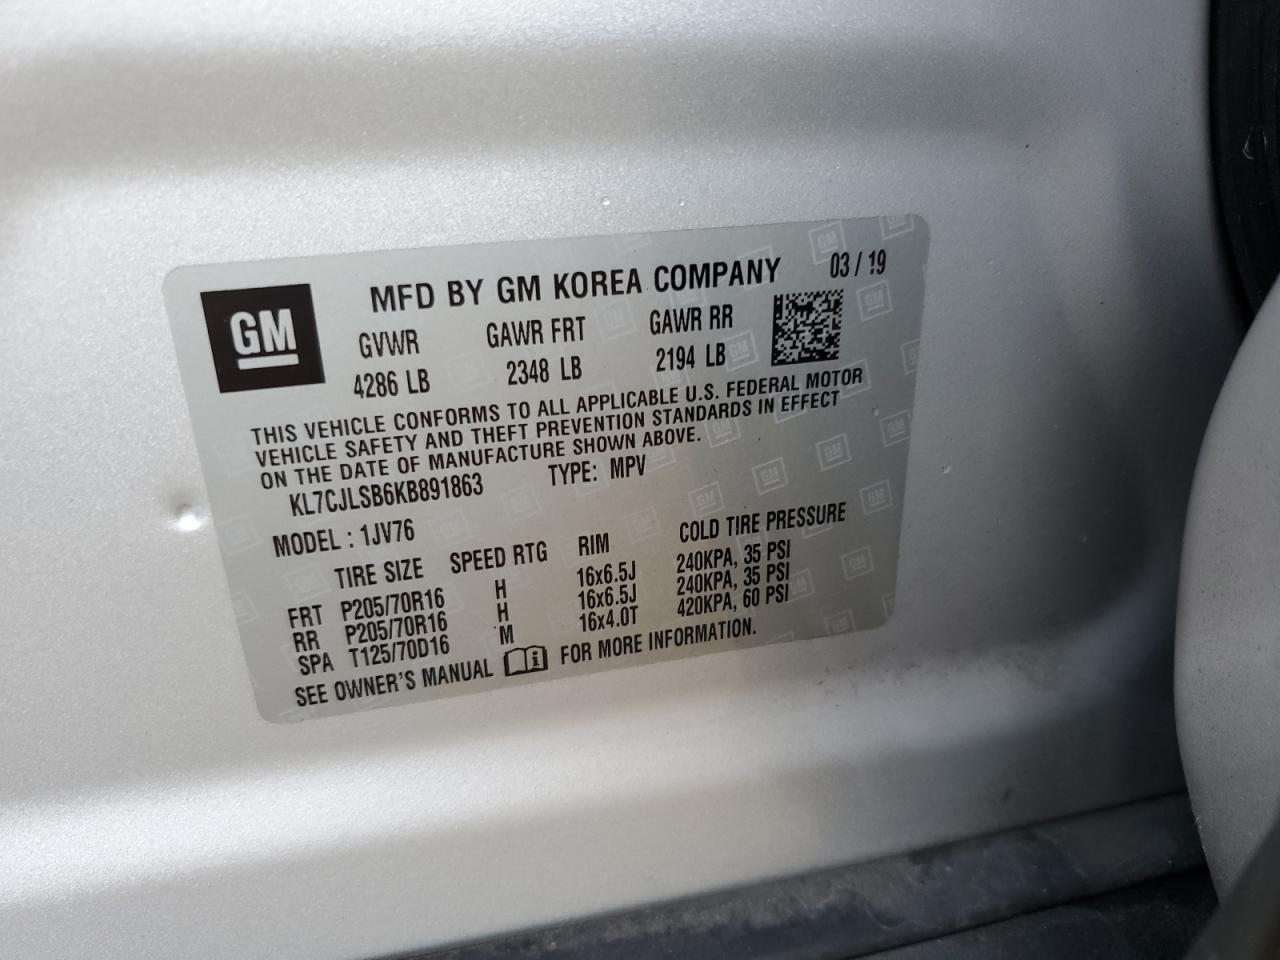 MFD BY GM KOREA COMPANY 03 / 19
GM
GVWR GAWR FRT GAWR RR
4286 LB 2348 LB 2194 LB
THIS VEHICLE CONFORMS TO ALL APPLICABLE U.S. FEDERAL MOTOR
VEHICLE SAFETY AND THEFT PREVENTION STANDARDS IN EFFECT
ON THE DATE OF MANUFACTURE SHOWN ABOVE.
KL7CJLSB6KB891863 TYPE: MPV
MODEL : 1JV76
TIRE SIZE SPEED RTG RIM COLD TIRE PRESSURE
FRT P205/70R16 H 16x6.5J 240KPA, 35 PSI
RR P205/70R16 H 16x6.5J 240KPA, 35 PSI
SPA T125/70D16 M 16x4.0T 420KPA, 60 PSI
SEE OWNER'S MANUAL i FOR MORE INFORMATION.